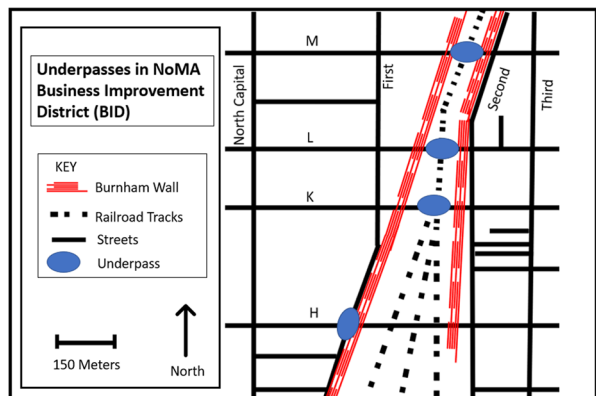 Underpasses in NoMA
Business Improvement
District (BID)
KEY
Burnham Wall
Railroad Tracks
Streets
Underpass
150 Meters
North
North Capital
First
Second
Third
M
L
K
H